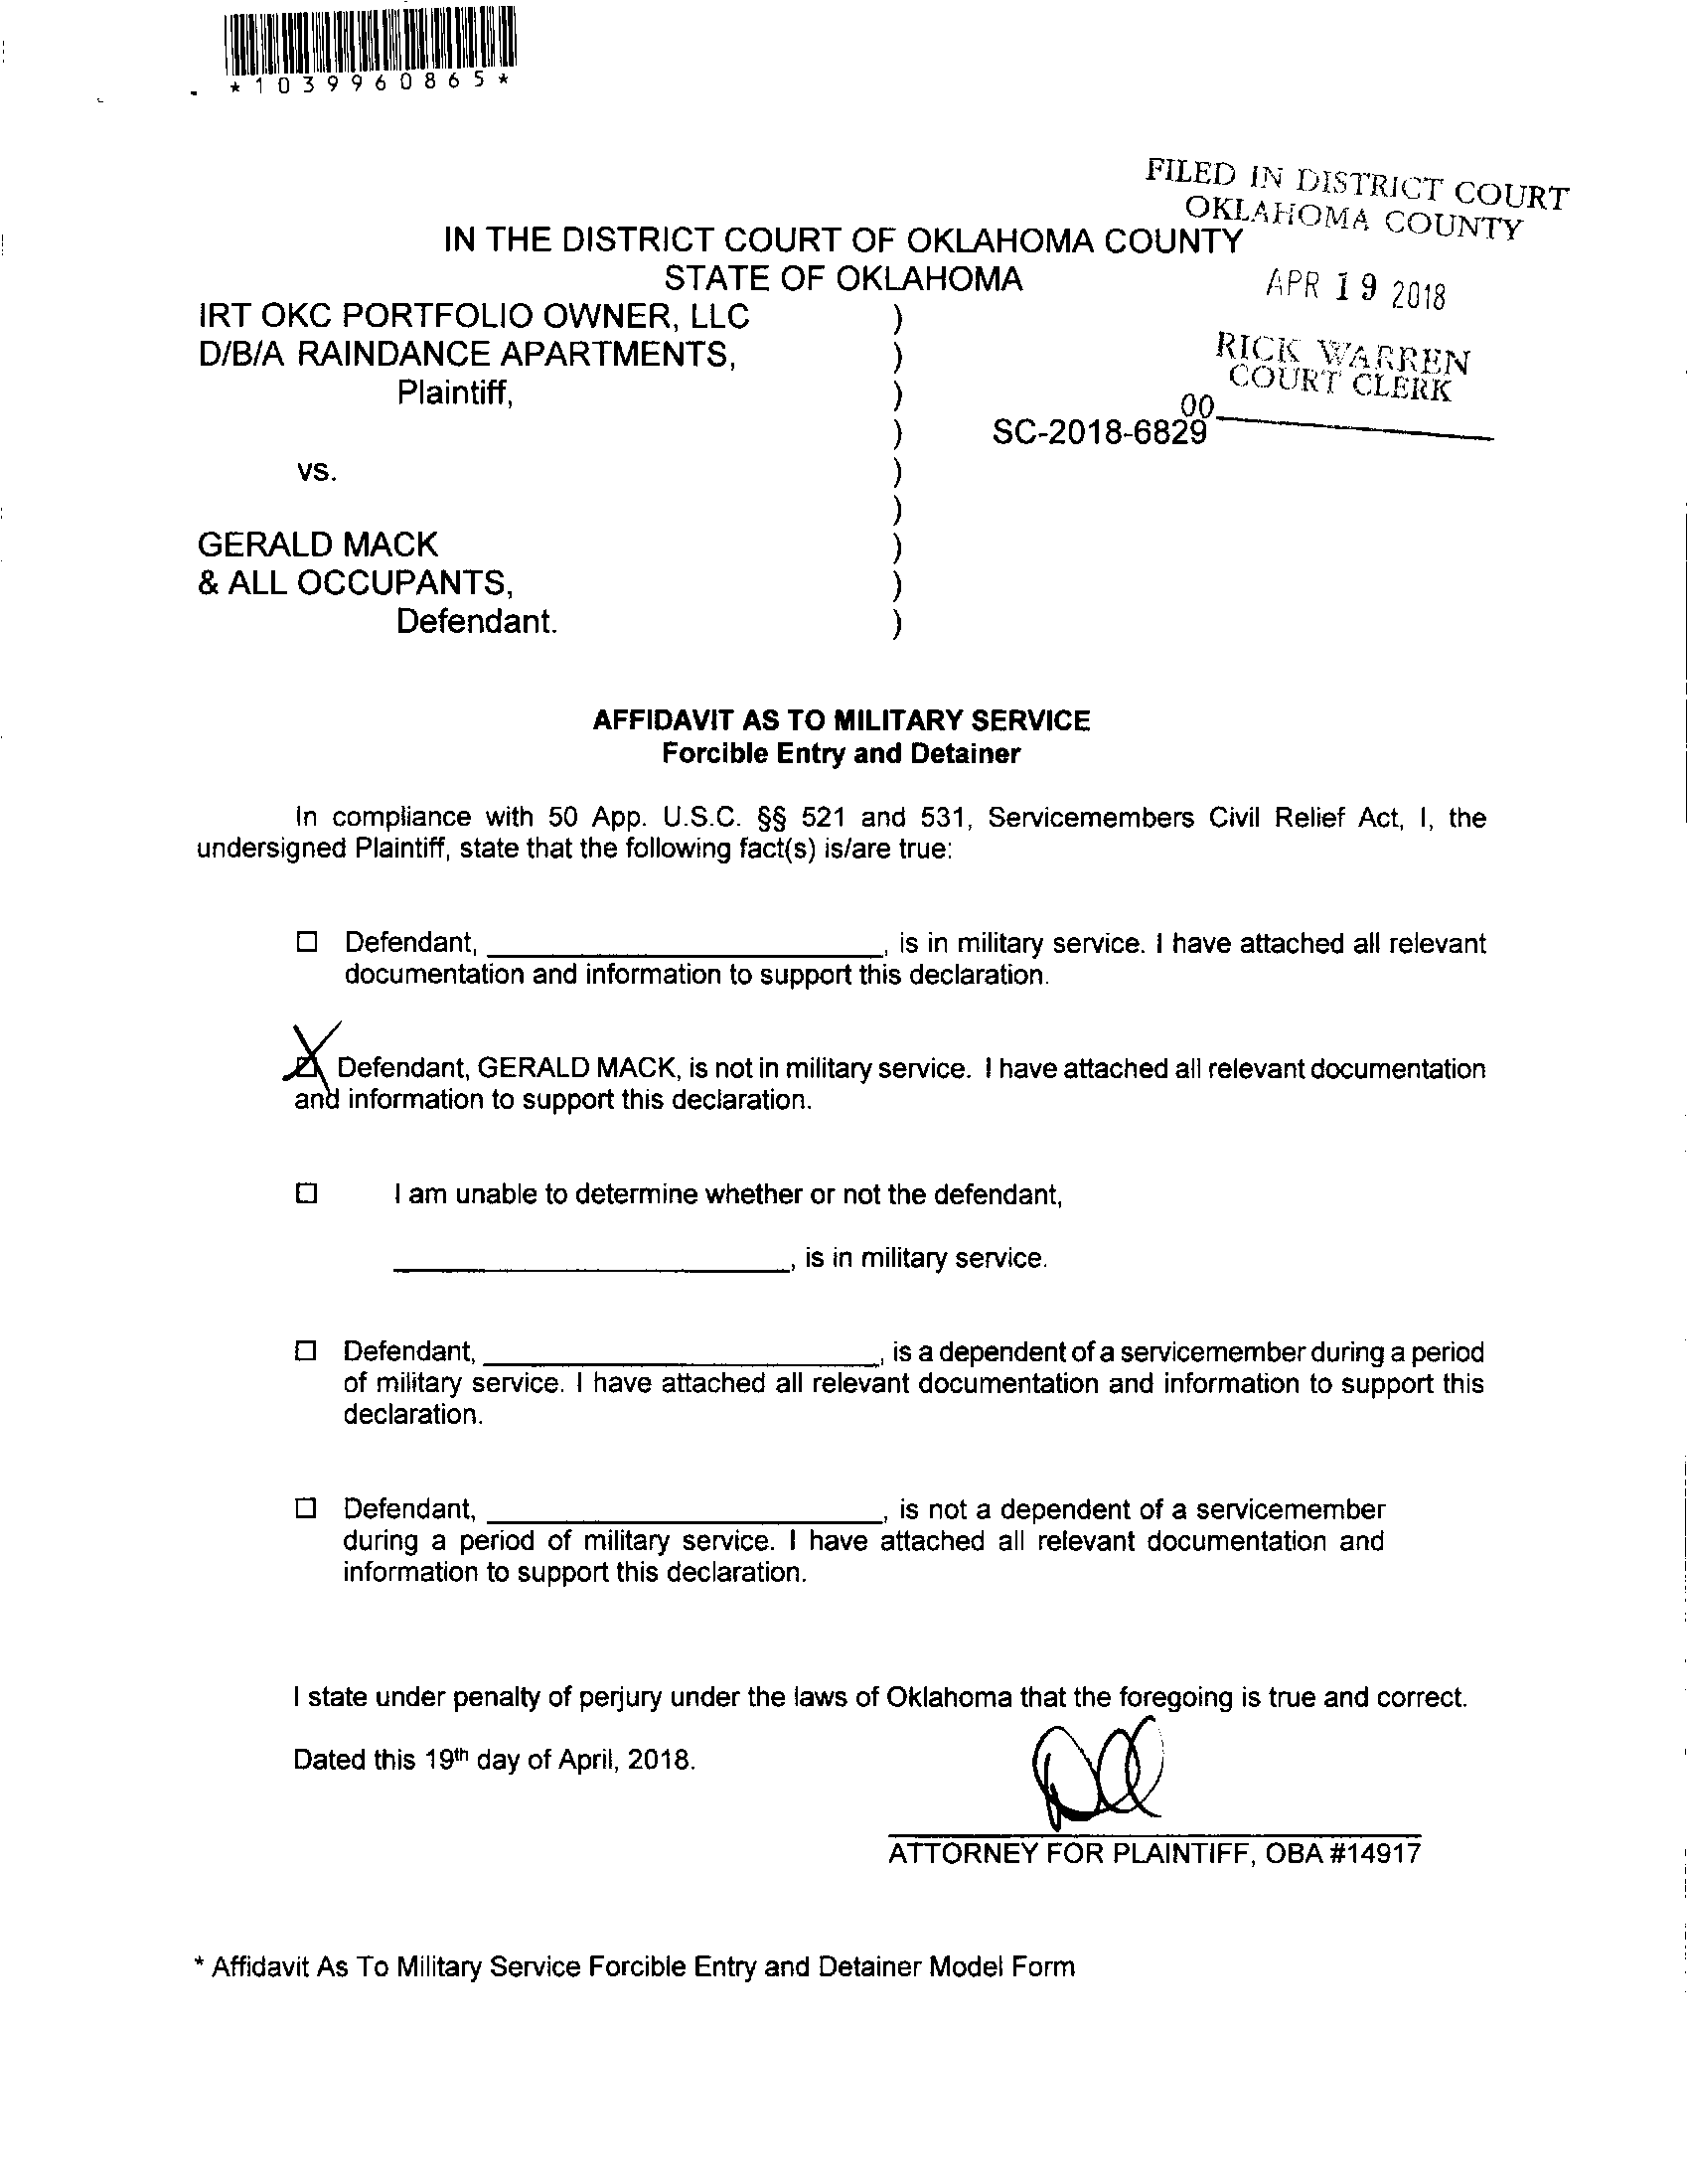 *1039960865*
FILED IN DISTRICT COURT
OKLAHOMA COUNTY
IN THE DISTRICT COURT OF OKLAHOMA COUNTY
STATE OF OKLAHOMA
APR 19 2018
IRT OKC PORTFOLIO OWNER, LLC )
D/B/A RAINDANCE APARTMENTS, )
RICK WARREN
COURT CLERK
Plaintiff, )
00
) SC-2018-6829
vs. )
)
GERALD MACK )
& ALL OCCUPANTS, )
Defendant. )
AFFIDAVIT AS TO MILITARY SERVICE
Forcible Entry and Detainer
In compliance with 50 App. U.S.C. §§ 521 and 531, Servicemembers Civil Relief Act, I, the
undersigned Plaintiff, state that the following fact(s) is/are true:
☐ Defendant, ____________________, is in military service. I have attached all relevant
documentation and information to support this declaration.
☒ Defendant, GERALD MACK, is not in military service. I have attached all relevant documentation
and information to support this declaration.
☐ I am unable to determine whether or not the defendant,
____________________, is in military service.
☐ Defendant, ____________________, is a dependent of a servicemember during a period
of military service. I have attached all relevant documentation and information to support this
declaration.
☐ Defendant, ____________________, is not a dependent of a servicemember
during a period of military service. I have attached all relevant documentation and
information to support this declaration.
I state under penalty of perjury under the laws of Oklahoma that the foregoing is true and correct.
Dated this 19th day of April, 2018.
ATTORNEY FOR PLAINTIFF, OBA #14917
* Affidavit As To Military Service Forcible Entry and Detainer Model Form